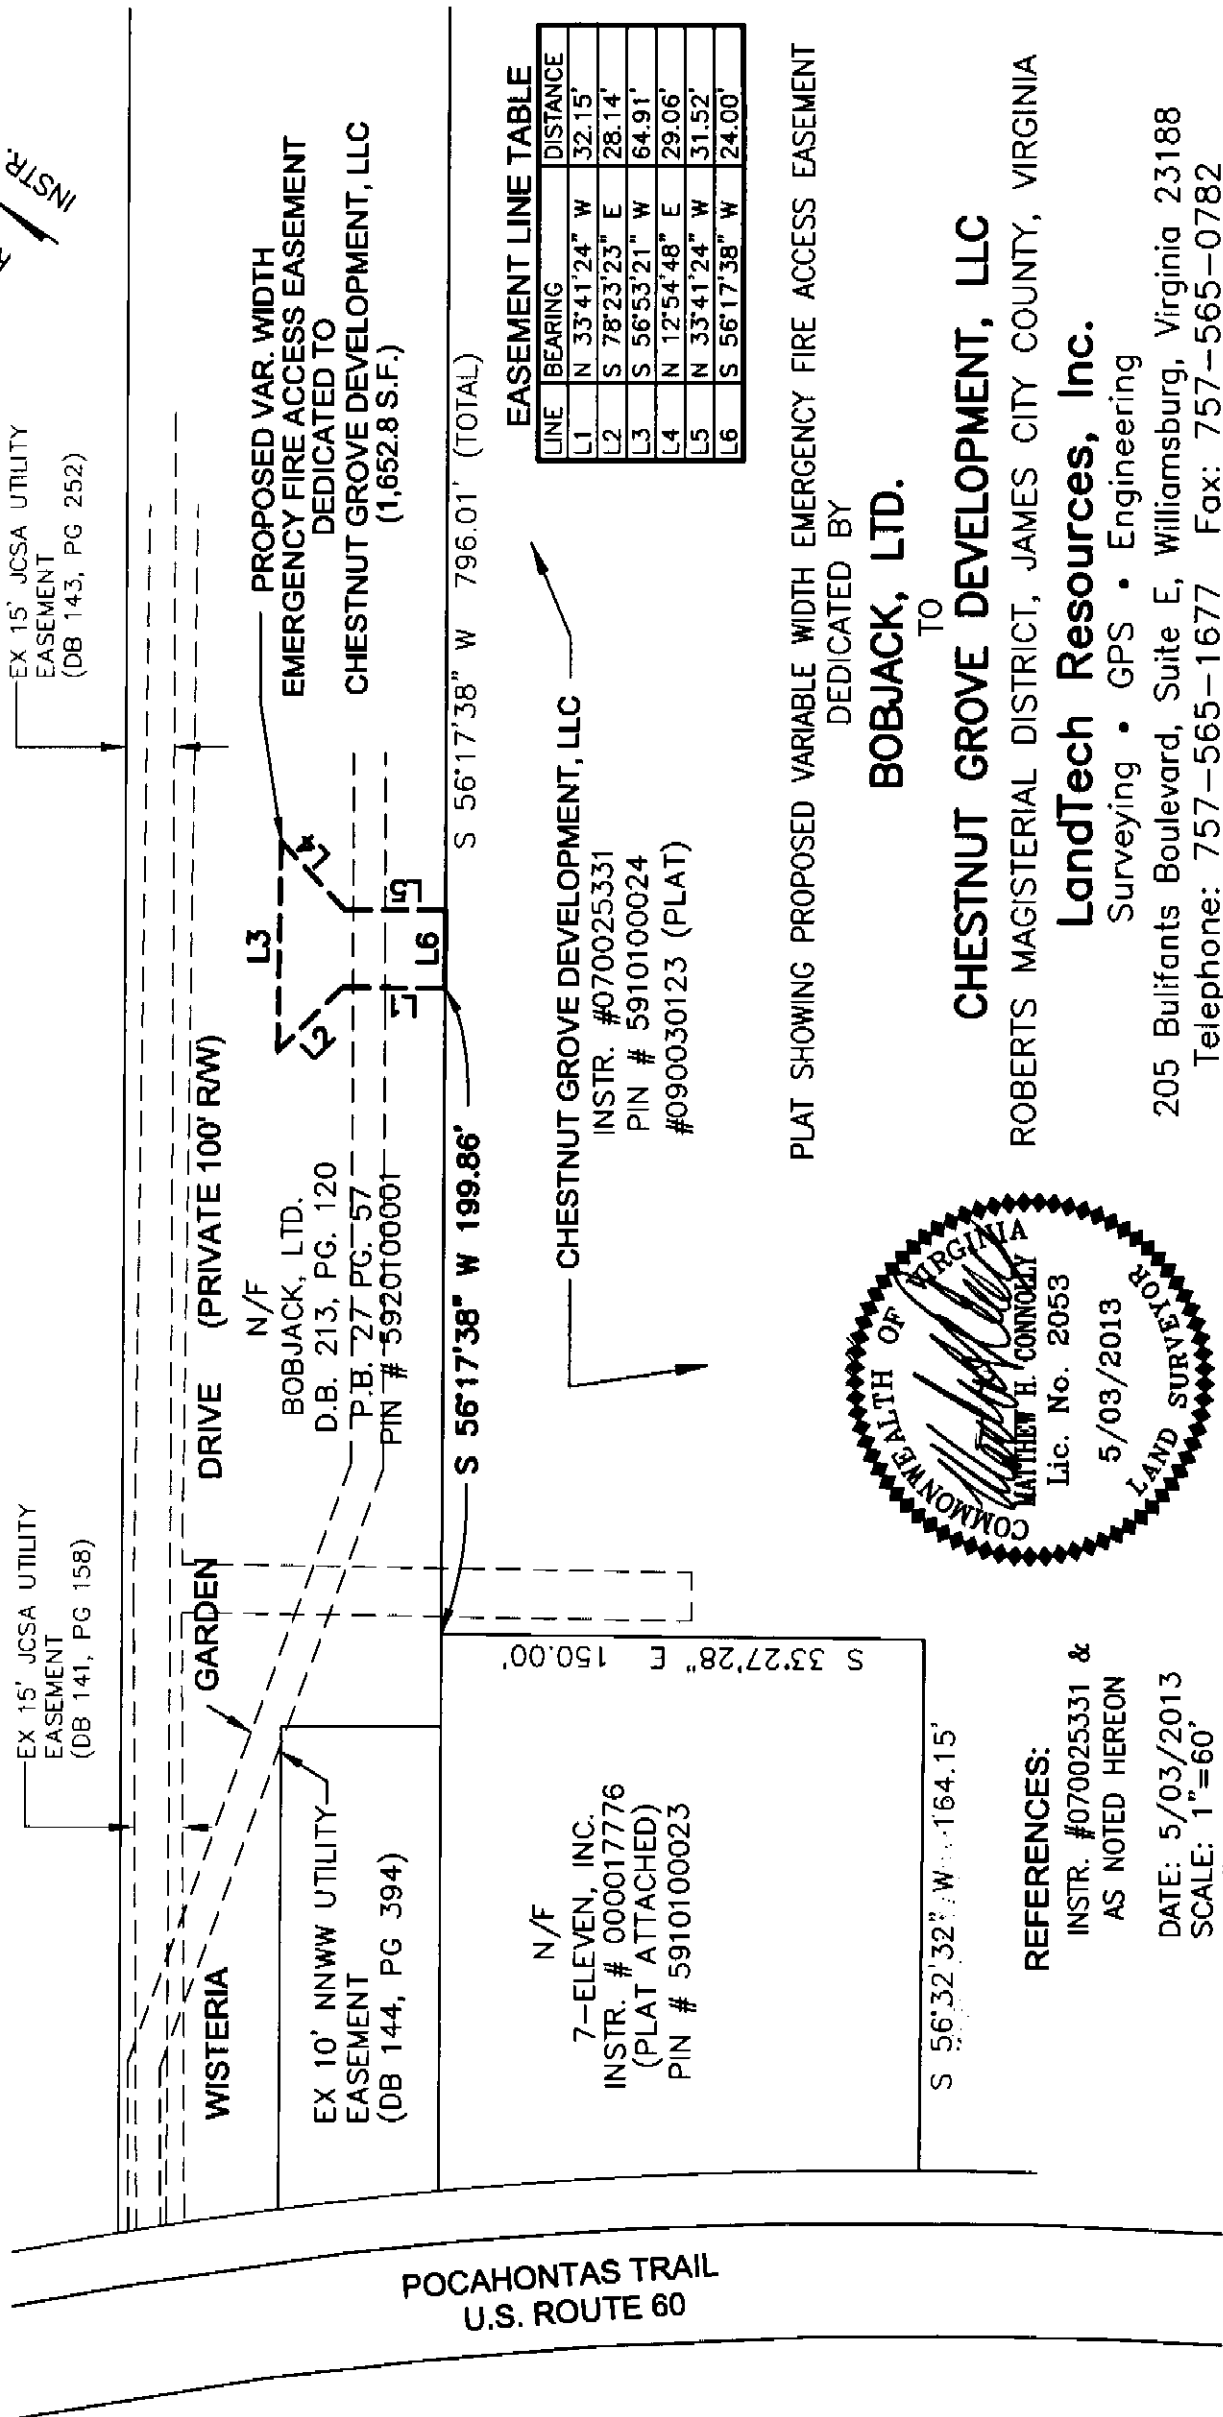 INSTR.
EX 15' JCSA UTILITY
EASEMENT
(DB 141, PG 158)
EX 15' JCSA UTILITY
EASEMENT
(DB 143, PG 252)
WISTERIA GARDEN DRIVE (PRIVATE 100' R/W)
PROPOSED VAR. WIDTH
EMERGENCY FIRE ACCESS EASEMENT
DEDICATED TO
CHESTNUT GROVE DEVELOPMENT, LLC
(1,652.8 S.F.)
N/F
BOBJACK, LTD.
D.B. 213, PG. 120
P.B. 27 PG. 57
PIN # 5920100001
L3
L2
L4
L1
L5
L6
EX 10' NNWW UTILITY
EASEMENT
(DB 144, PG 394)
S 56°17'38" W 199.86'
S 56°17'38" W 796.01' (TOTAL)
N/F
7-ELEVEN, INC.
INSTR. # 000017776
(PLAT ATTACHED)
PIN # 5910100023
S 33°27'28" E 150.00'
S 56°32'32" W 164.15'
CHESTNUT GROVE DEVELOPMENT, LLC
INSTR. #070025331
PIN # 5910100024
#090030123 (PLAT)
EASEMENT LINE TABLE
LINE BEARING DISTANCE
L1 N 33°41'24" W 32.15'
L2 S 78°23'23" E 28.14'
L3 S 56°53'21" W 64.91'
L4 N 12°54'48" E 29.06'
L5 N 33°41'24" W 31.52'
L6 S 56°17'38" W 24.00'
POCAHONTAS TRAIL
U.S. ROUTE 60
REFERENCES:
INSTR. #070025331 &
AS NOTED HEREON
DATE: 5/03/2013
SCALE: 1"=60'
COMMONWEALTH OF VIRGINIA
MATTHEW H. CONNOLLY
Lic. No. 2053
5/03/2013
LAND SURVEYOR
PLAT SHOWING PROPOSED VARIABLE WIDTH EMERGENCY FIRE ACCESS EASEMENT
DEDICATED BY
BOBJACK, LTD.
TO
CHESTNUT GROVE DEVELOPMENT, LLC
ROBERTS MAGISTERIAL DISTRICT, JAMES CITY COUNTY, VIRGINIA
LandTech Resources, Inc.
Surveying • GPS • Engineering
205 Bulifants Boulevard, Suite E, Williamsburg, Virginia 23188
Telephone: 757-565-1677 Fax: 757-565-0782